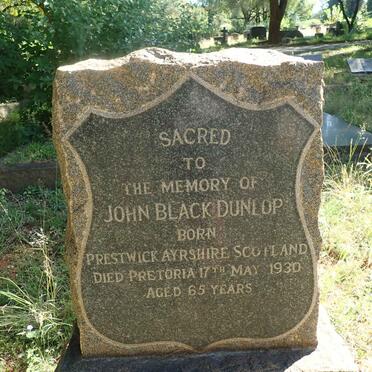 SACRED
TO
THE MEMORY OF
JOHN BLACK DUNLOP
BORN
PRESTWICK AYRSHIRE SCOTLAND
DIED PRETORIA 17TH MAY 1930
AGED 65 YEARS